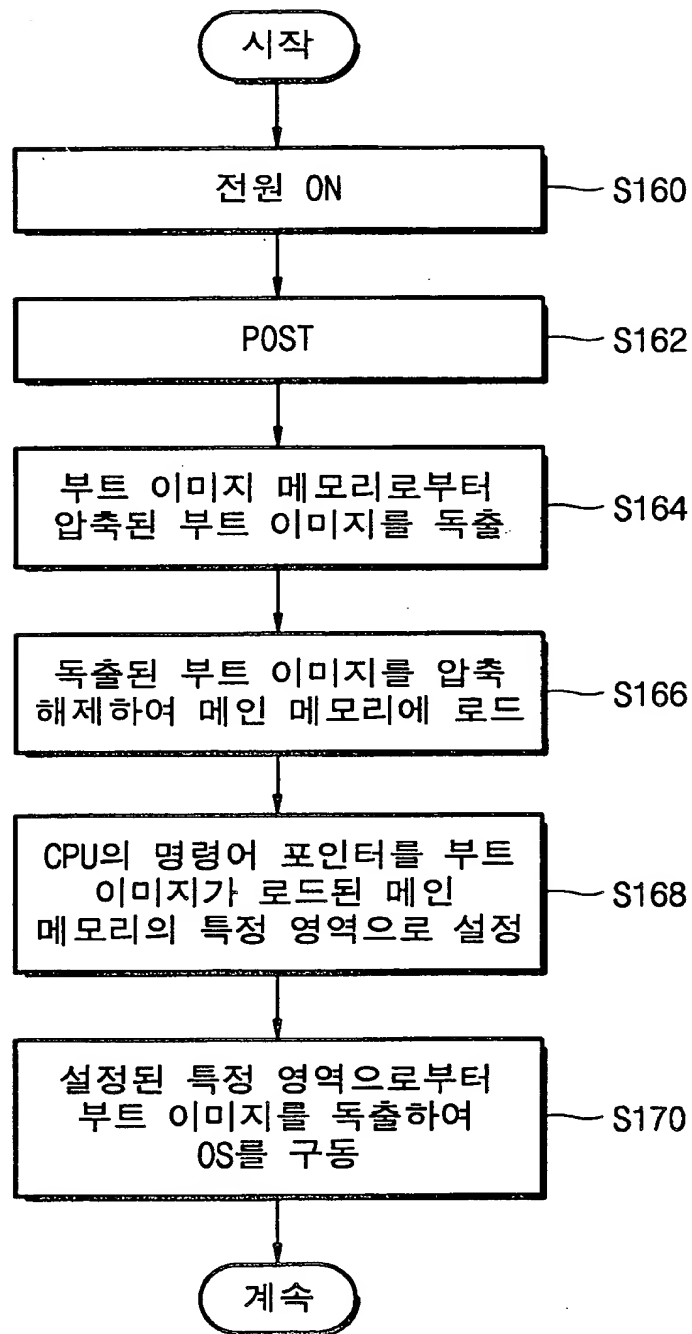 시작
전원 ON
S160
POST
S162
부트 이미지 메모리로부터
압축된 부트 이미지를 독출
S164
독출된 부트 이미지를 압축
해제하여 메인 메모리에 로드
S166
CPU의 명령어 포인터를 부트
이미지가 로드된 메인
메모리의 특정 영역으로 설정
S168
설정된 특정 영역으로부터
부트 이미지를 독출하여
OS를 구동
S170
계속